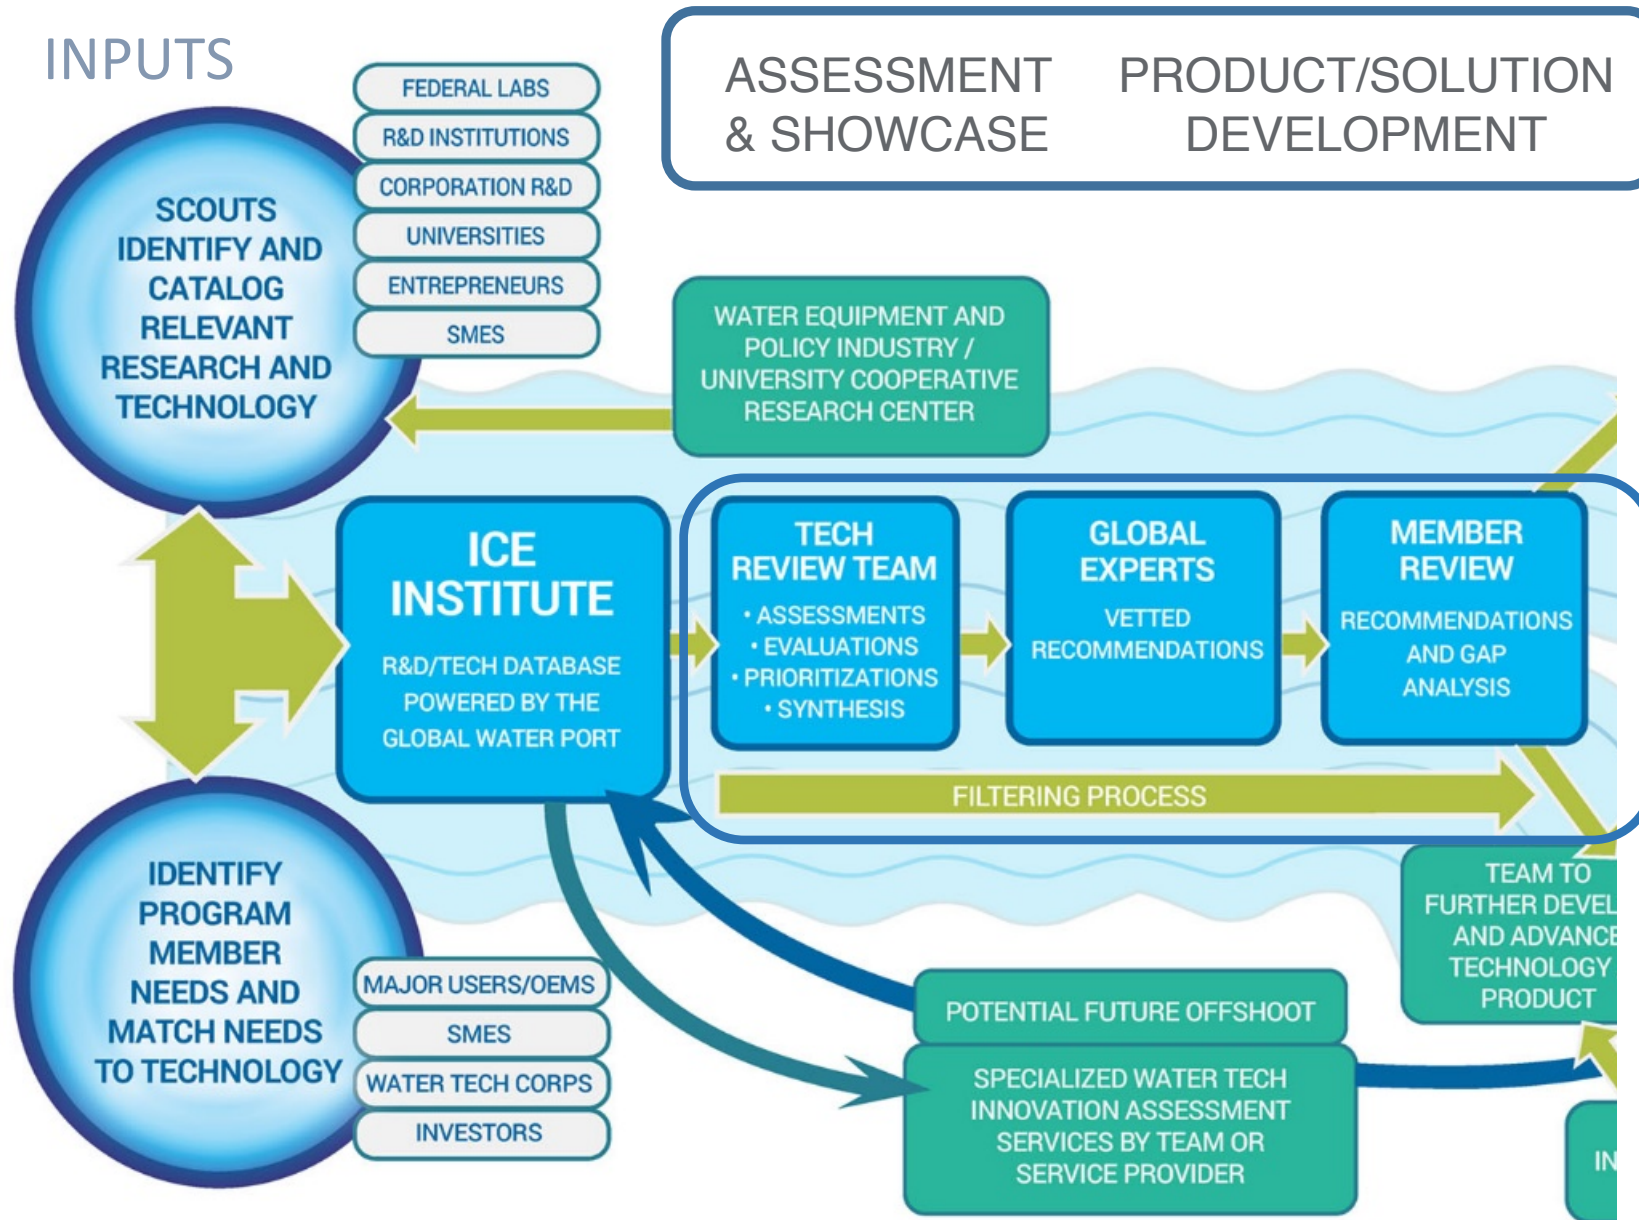 INPUTS
ASSESSMENT
& SHOWCASE
PRODUCT/SOLUTION
DEVELOPMENT
FEDERAL LABS
R&D INSTITUTIONS
CORPORATION R&D
UNIVERSITIES
ENTREPRENEURS
SMES
SCOUTS
IDENTIFY AND
CATALOG
RELEVANT
RESEARCH AND
TECHNOLOGY
WATER EQUIPMENT AND
POLICY INDUSTRY /
UNIVERSITY COOPERATIVE
RESEARCH CENTER
ICE
INSTITUTE
R&D/TECH DATABASE
POWERED BY THE
GLOBAL WATER PORT
TECH
REVIEW TEAM
• ASSESSMENTS
• EVALUATIONS
• PRIORITIZATIONS
• SYNTHESIS
GLOBAL
EXPERTS
VETTED
RECOMMENDATIONS
MEMBER
REVIEW
RECOMMENDATIONS
AND GAP
ANALYSIS
FILTERING PROCESS
IDENTIFY
PROGRAM
MEMBER
NEEDS AND
MATCH NEEDS
TO TECHNOLOGY
MAJOR USERS/OEMS
SMES
WATER TECH CORPS
INVESTORS
POTENTIAL FUTURE OFFSHOOT
SPECIALIZED WATER TECH
INNOVATION ASSESSMENT
SERVICES BY TEAM OR
SERVICE PROVIDER
TEAM TO
FURTHER DEVEL
AND ADVANCE
TECHNOLOGY
PRODUCT
IN